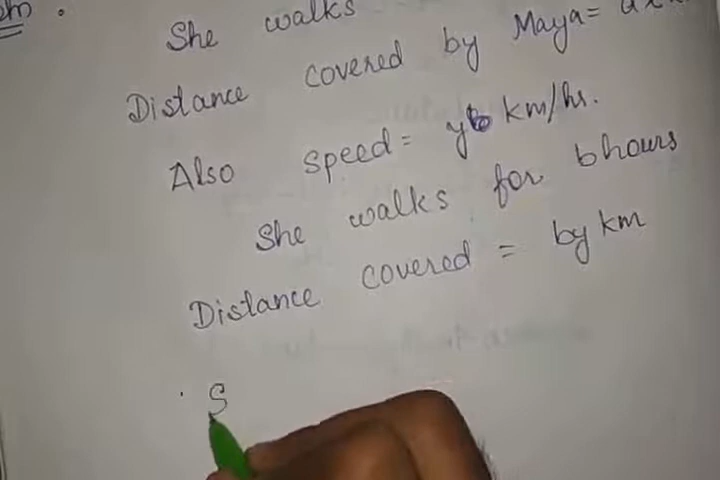 She walks
Distance covered by Maya =
Also speed = y km/hr.
She walks for b hours
Distance covered = by km
S